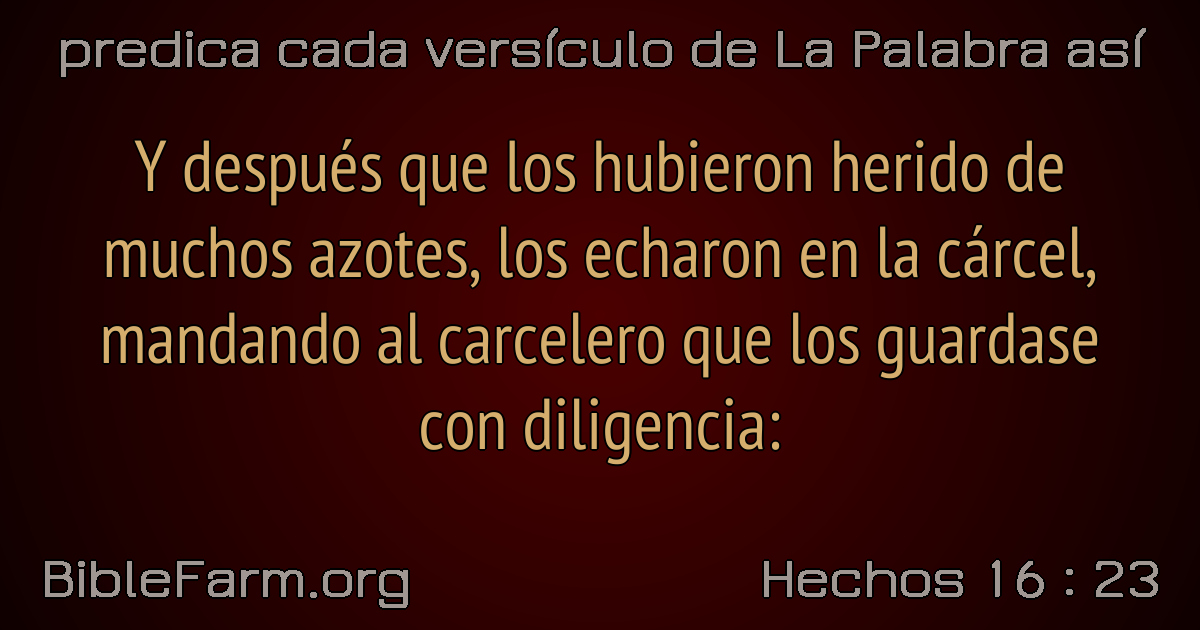 predica cada versículo de La Palabra así
Y después que los hubieron herido de
muchos azotes, los echaron en la cárcel,
mandando al carcelero que los guardase
con diligencia:
BibleFarm.org
Hechos 16 : 23